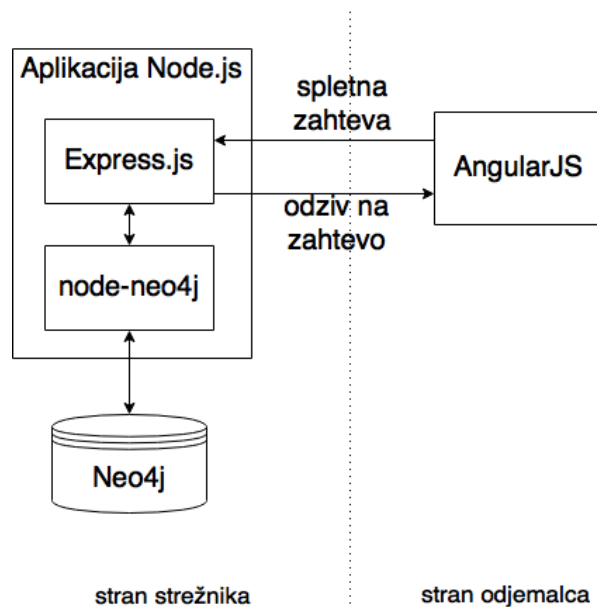 Aplikacija Node.js
spletna
zahteva
Express.js
AngularJS
odziv na
zahtevo
node-neo4j
Neo4j
stran strežnika
stran odjemalca